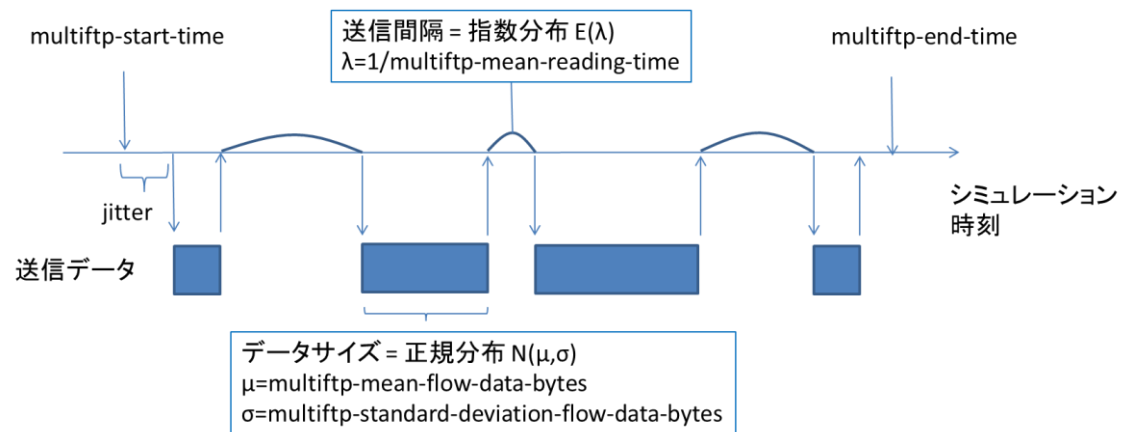 multiftp-start-time
送信間隔 = 指数分布 E(λ)
λ=1/multiftp-mean-reading-time
multiftp-end-time
jitter
シミュレーション
時刻
送信データ
データサイズ = 正規分布 N(μ,σ)
μ=multiftp-mean-flow-data-bytes
σ=multiftp-standard-deviation-flow-data-bytes